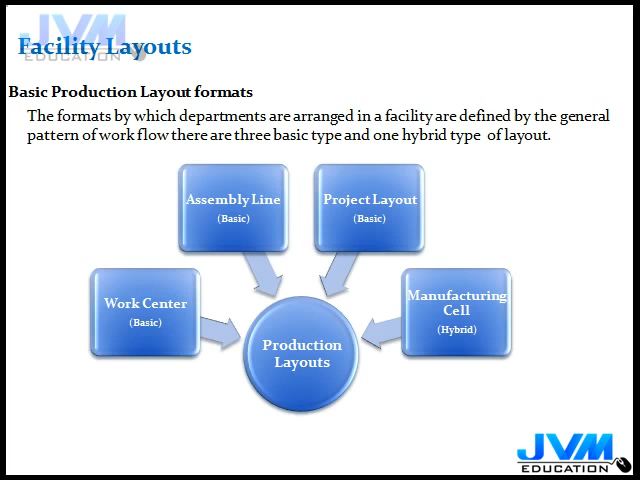 JVM
EDUCATION
Facility Layouts
Basic Production Layout formats
The formats by which departments are arranged in a facility are defined by the general
pattern of work flow there are three basic type and one hybrid type of layout.
Assembly Line
(Basic)
Project Layout
(Basic)
Work Center
(Basic)
Manufacturing
Cell
(Hybrid)
Production
Layouts
JVM
EDUCATION